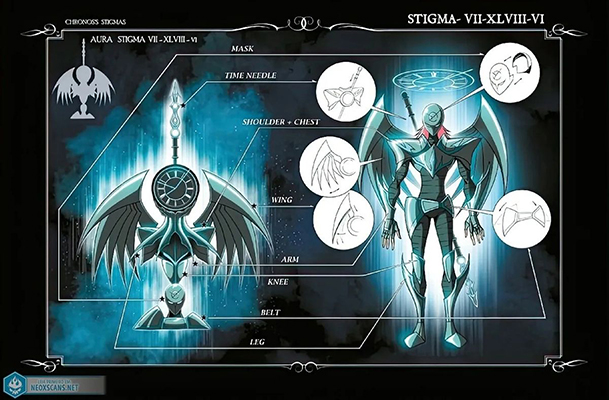 CHRONOS'S STIGMAS
STIGMA- VII-XLVIII-VI
AURA STIGMA VII-XLVIII-VI
MASK
TIME NEEDLE
SHOULDER + CHEST
WING
ARM
KNEE
BELT
LEG
NEOXSCANS.NET